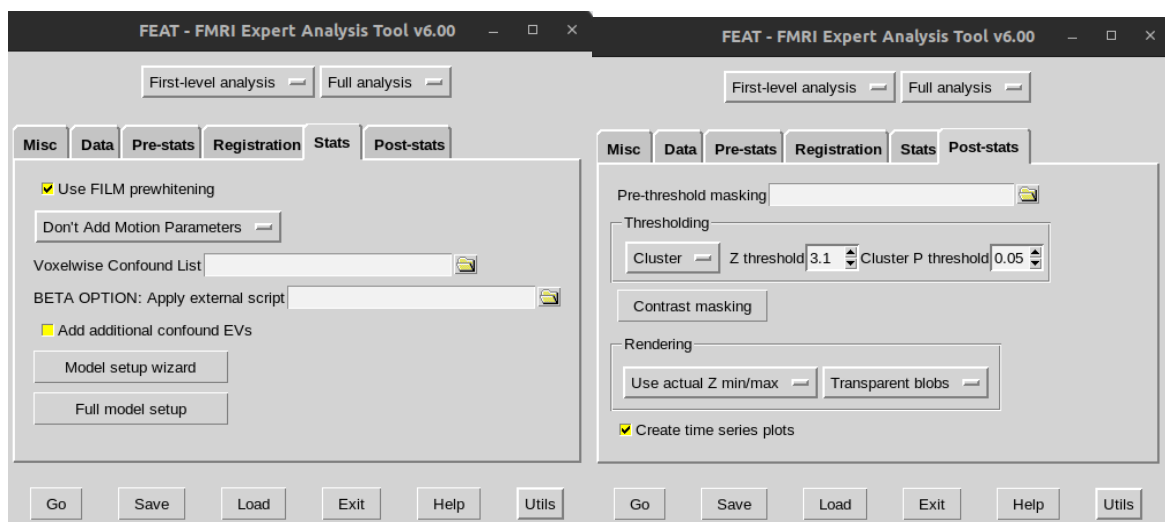 FEAT - FMRI Expert Analysis Tool v6.00
First-level analysis Full analysis
Misc Data Pre-stats Registration Stats Post-stats
Use FILM prewhitening
Don't Add Motion Parameters
Voxelwise Confound List
BETA OPTION: Apply external script
Add additional confound EVs
Model setup wizard
Full model setup
Go Save Load Exit Help Utils
FEAT - FMRI Expert Analysis Tool v6.00
First-level analysis Full analysis
Misc Data Pre-stats Registration Stats Post-stats
Pre-threshold masking
Thresholding
Cluster Z threshold 3.1 Cluster P threshold 0.05
Contrast masking
Rendering
Use actual Z min/max Transparent blobs
Create time series plots
Go Save Load Exit Help Utils